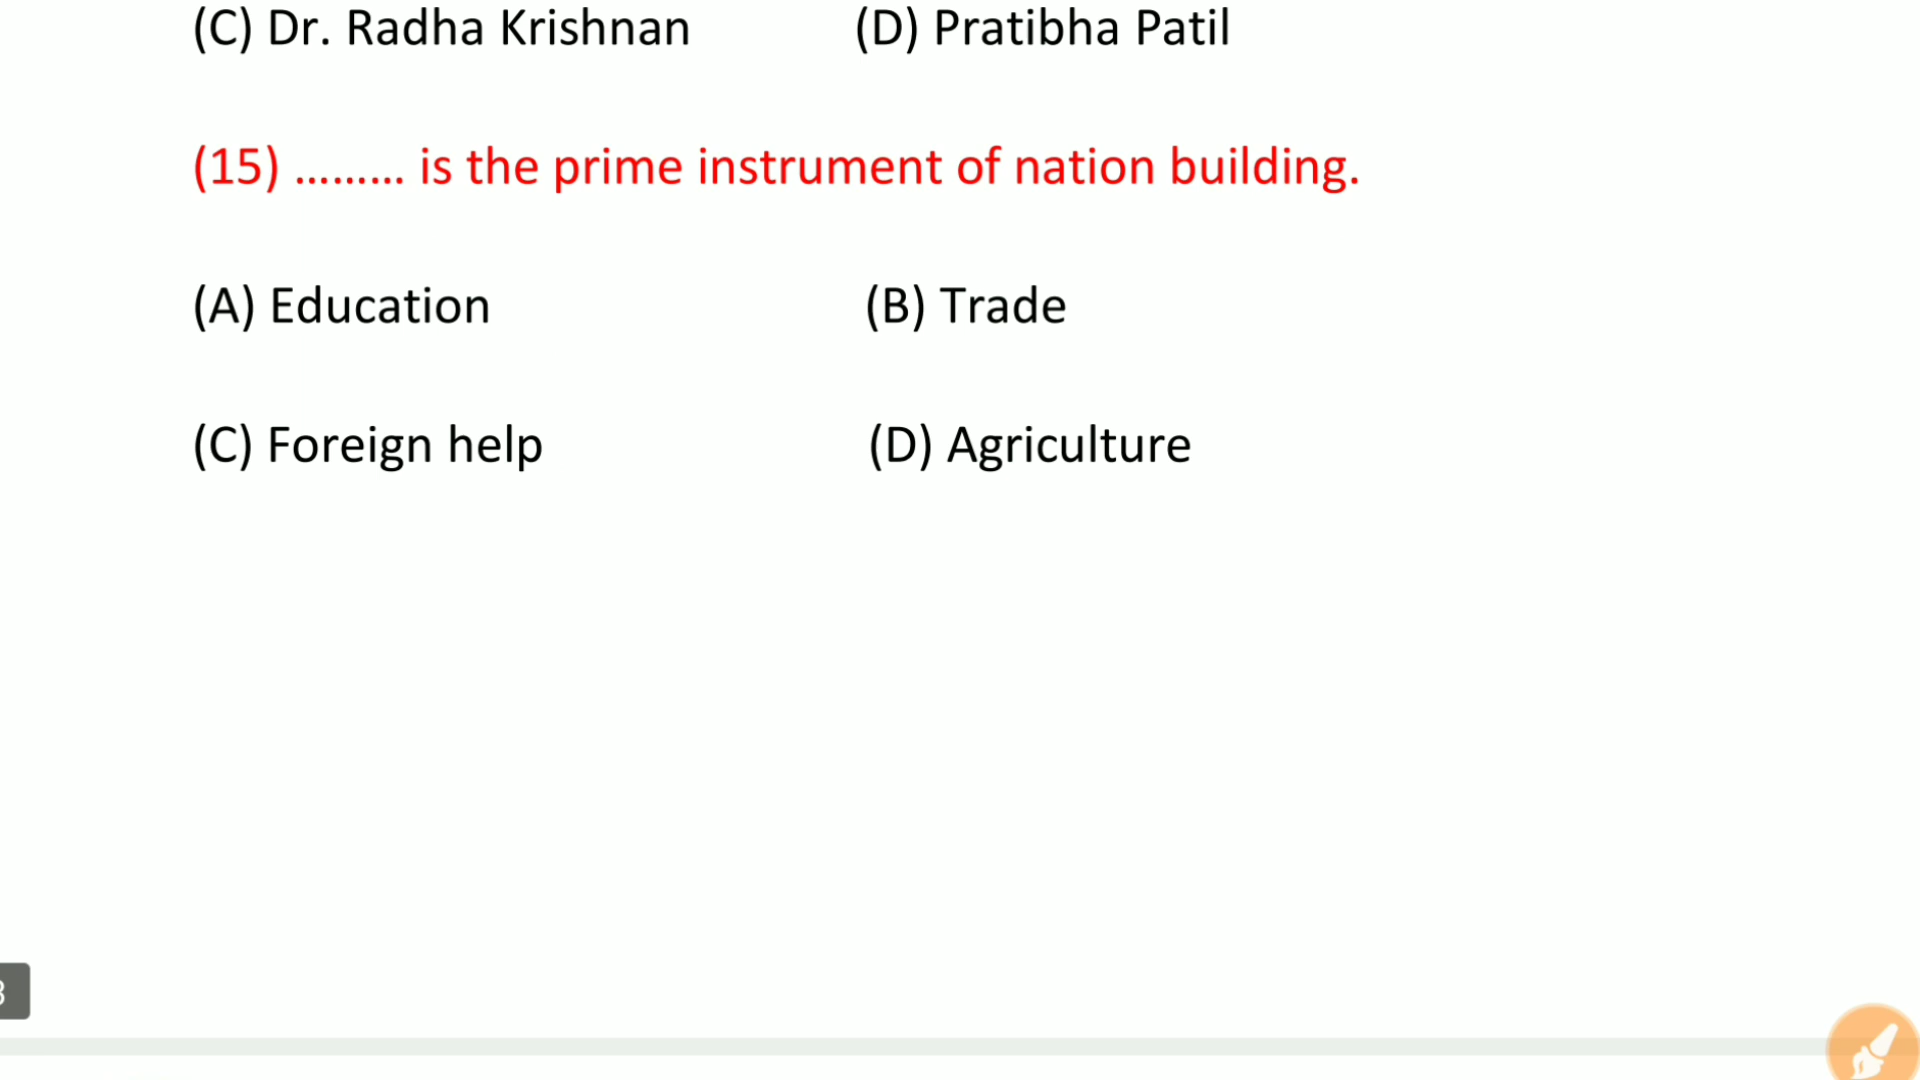 (C) Dr. Radha Krishnan (D) Pratibha Patil
(15) ......... is the prime instrument of nation building.
(A) Education (B) Trade
(C) Foreign help (D) Agriculture